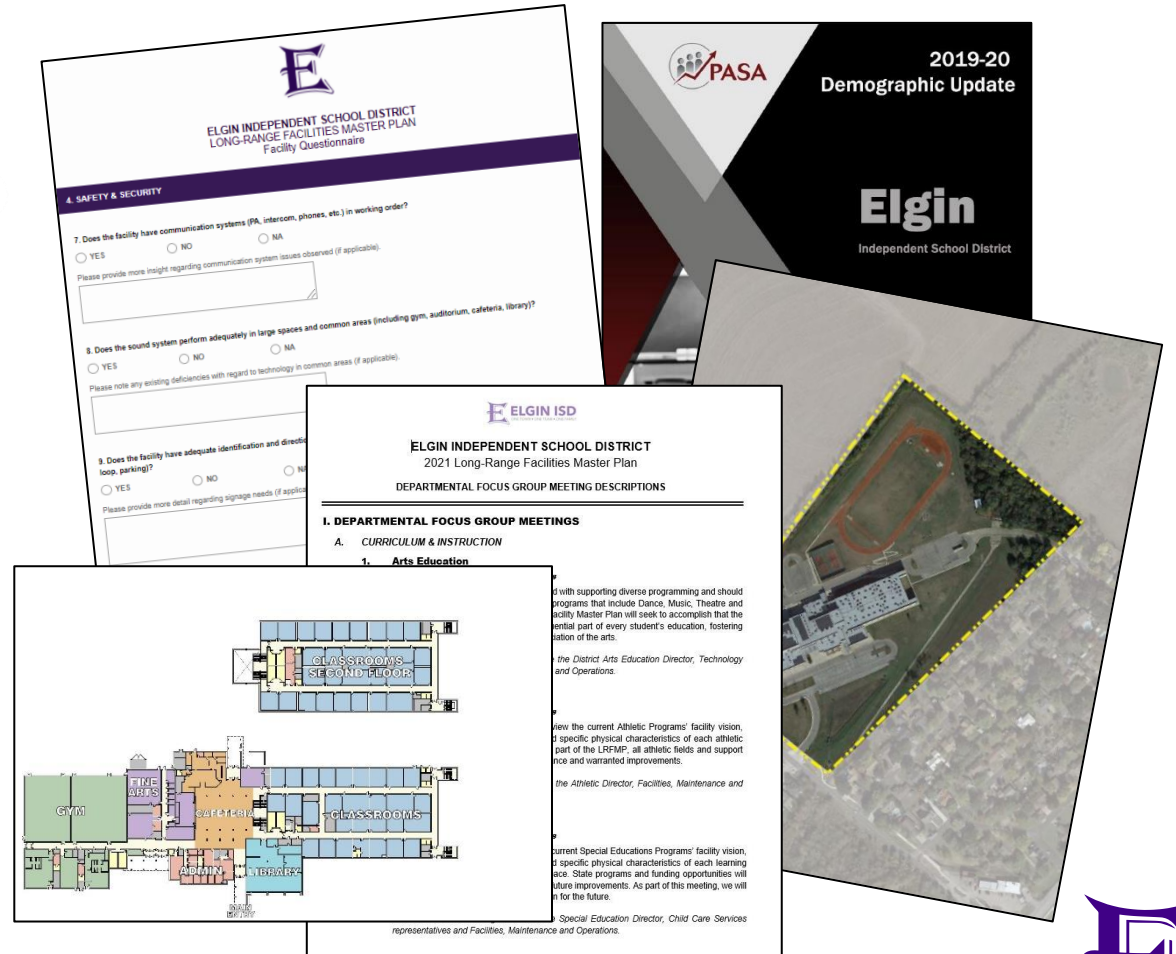 E
ELGIN INDEPENDENT SCHOOL DISTRICT
LONG-RANGE FACILITIES MASTER PLAN
Facility Questionnaire
4. SAFETY & SECURITY
7. Does the facility have communication systems (PA, intercom, phones, etc.) in working order?
YES NO NA
Please provide more insight regarding communication system issues observed (if applicable).
8. Does the sound system perform adequately in large spaces and common areas (including gym, auditorium, cafeteria, library)?
YES NO NA
Please note any existing deficiencies with regard to technology in common areas (if applicable).
9. Does the facility have adequate identification and directio
loop, parking)?
YES NO NA
Please provide more detail regarding signage needs (if applica
PASA
2019-20
Demographic Update
Elgin
Independent School District
E ELGIN ISD
ELGIN INDEPENDENT SCHOOL DISTRICT
2021 Long-Range Facilities Master Plan
DEPARTMENTAL FOCUS GROUP MEETING DESCRIPTIONS
I. DEPARTMENTAL FOCUS GROUP MEETINGS
A. CURRICULUM & INSTRUCTION
1. Arts Education
d with supporting diverse programming and should
programs that include Dance, Music, Theatre and
acility Master Plan will seek to accomplish that the
ential part of every student's education, fostering
iation of the arts.
the District Arts Education Director, Technology
and Operations.
view the current Athletic Programs' facility vision,
d specific physical characteristics of each athletic
part of the LRFMP, all athletic fields and support
nce and warranted improvements.
the Athletic Director, Facilities, Maintenance and
current Special Educations Programs' facility vision,
d specific physical characteristics of each learning
ace. State programs and funding opportunities will
uture improvements. As part of this meeting, we will
n for the future.
Special Education Director, Child Care Services
representatives and Facilities, Maintenance and Operations.
CLASSROOMS
SECOND FLOOR
GYM
FINE
ARTS
CAFETERIA
CLASSROOMS
ADMIN
LIBRARY
MAIN
ENTRY
E